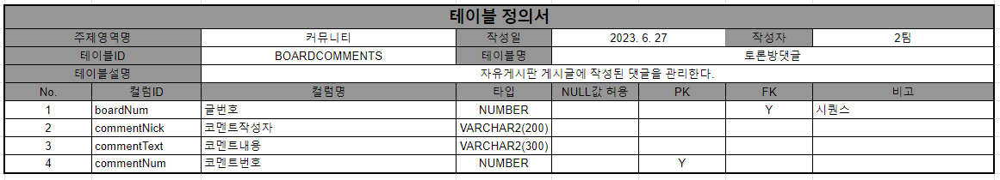 테이블 정의서
주제영역명 커뮤니티 작성일 2023. 6. 27 작성자 2팀
테이블ID BOARDCOMMENTS 테이블명 토론방댓글
테이블설명 자유게시판 게시글에 작성된 댓글을 관리한다.
No. 컬럼ID 컬럼명 타입 NULL값 허용 PK FK 비고
1 boardNum 글번호 NUMBER Y 시퀀스
2 commentNick 코멘트작성자 VARCHAR2(200)
3 commentText 코멘트내용 VARCHAR2(300)
4 commentNum 코멘트번호 NUMBER Y